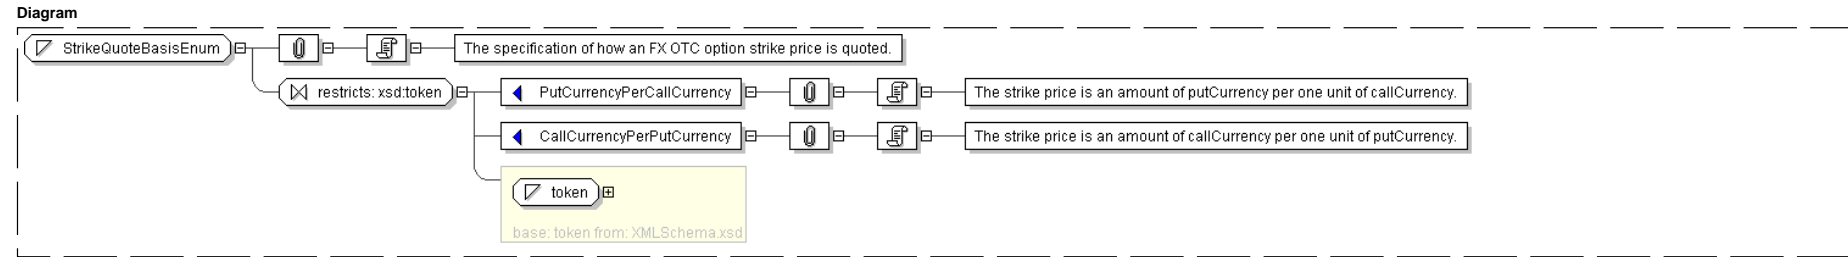 Diagram
StrikeQuoteBasisEnum
The specification of how an FX OTC option strike price is quoted.
restricts: xsd:token
PutCurrencyPerCallCurrency
The strike price is an amount of putCurrency per one unit of callCurrency.
CallCurrencyPerPutCurrency
The strike price is an amount of callCurrency per one unit of putCurrency.
token
base: token from: XMLSchema.xsd